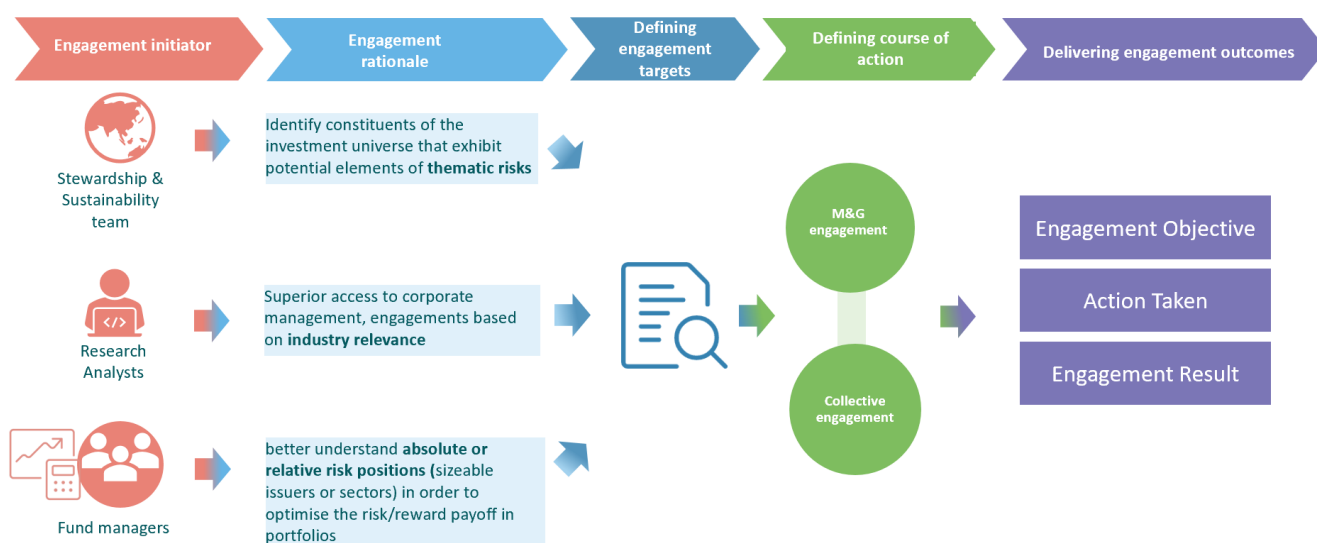 Engagement initiator
Engagement
rationale
Defining
engagement
targets
Defining course of
action
Delivering engagement outcomes
Stewardship &
Sustainability
team
Identify constituents of the
investment universe that exhibit
potential elements of thematic risks
Research
Analysts
Superior access to corporate
management, engagements based
on industry relevance
Fund managers
better understand absolute or
relative risk positions (sizeable
issuers or sectors) in order to
optimise the risk/reward payoff in
portfolios
M&G
engagement
Collective
engagement
Engagement Objective
Action Taken
Engagement Result